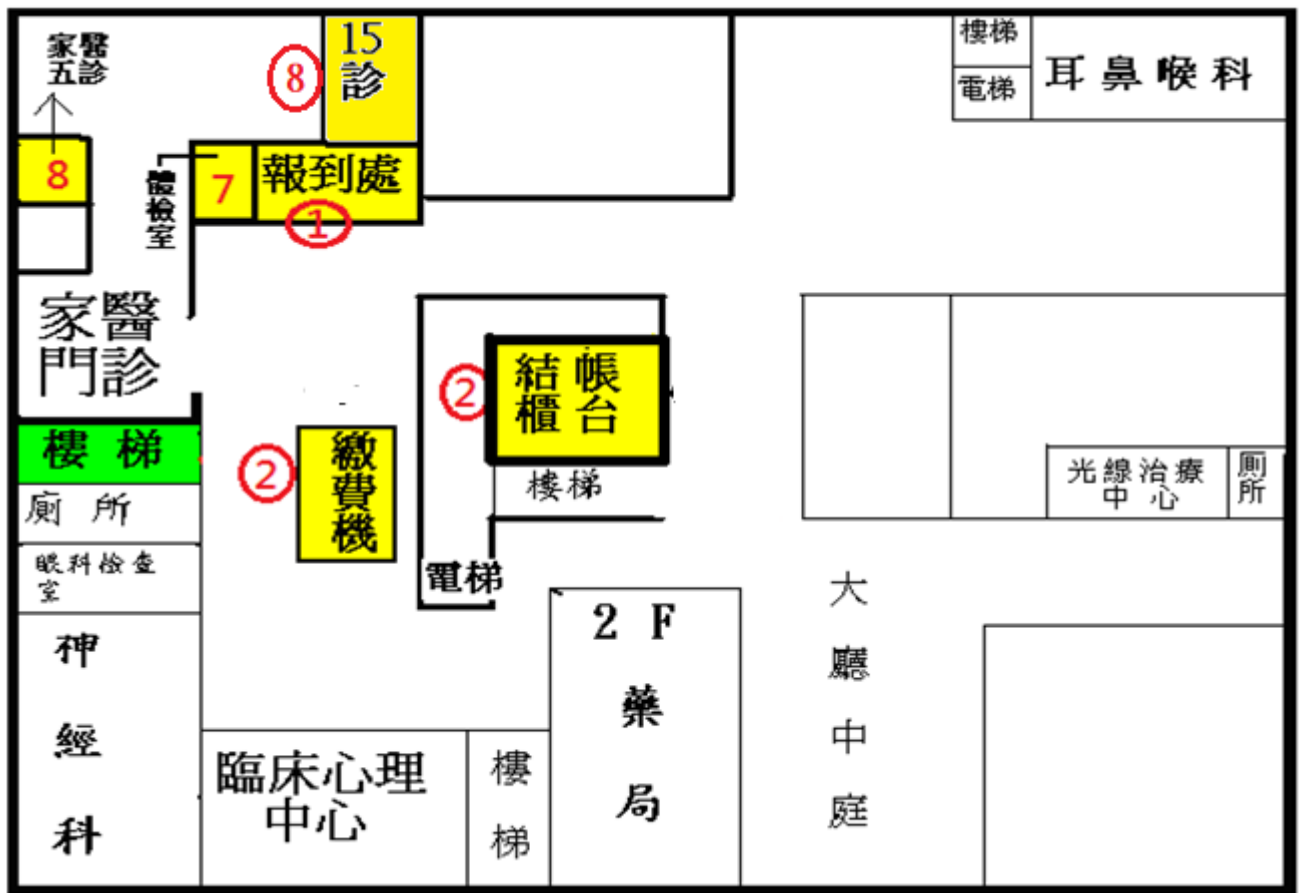 家醫
五診
8
體檢室
7
報到處
①
⑧
15
診
樓梯
電梯
耳鼻喉科
家醫
門診
樓梯
廁所
眼科檢查
室
神經科
②
繳費機
②
結帳
櫃台
樓梯
電梯
光線治療
中心
廁所
臨床心理
中心
樓梯
2F
藥局
大廳中庭